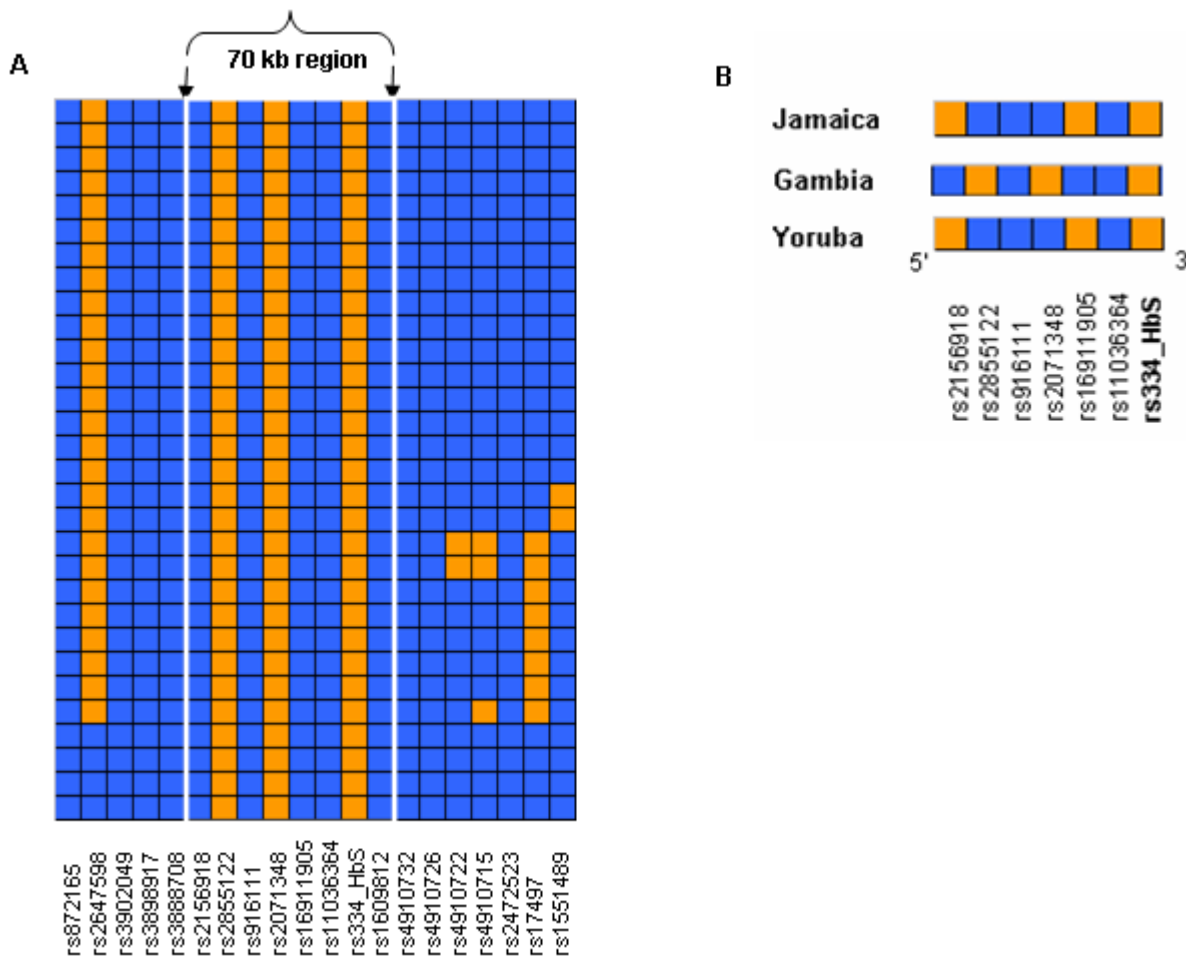 A
70 kb region
rs872165
rs2647598
rs3902049
rs3898917
rs3888708
rs2156918
rs2855122
rs916111
rs2071348
rs16911905
rs11036364
rs334_HbS
rs1609812
rs4910732
rs4910726
rs4910722
rs4910715
rs2472523
rs17497
rs1551489
B
Jamaica
Gambia
Yoruba
5'
3
rs2156918
rs2855122
rs916111
rs2071348
rs16911905
rs11036364
rs334_HbS